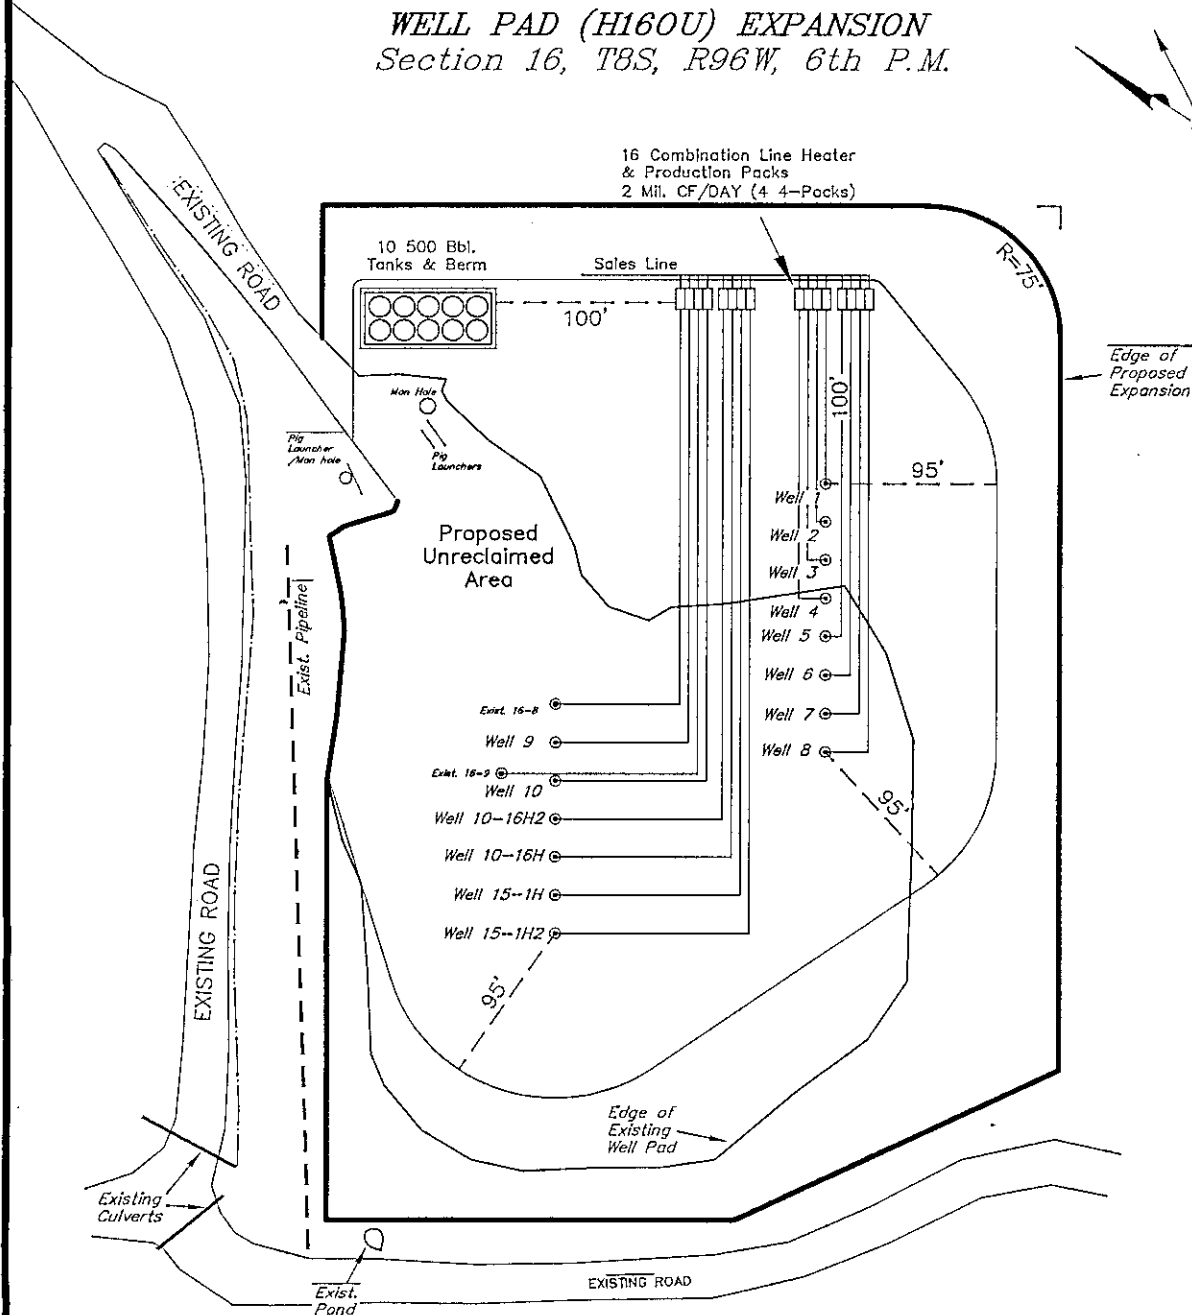 WELL PAD (H16OU) EXPANSION
Section 16, T8S, R96W, 6th P.M.
16 Combination Line Heater
& Production Packs
2 Mil. CF/DAY (4 4-Packs)
EXISTING ROAD
10 500 Bbl.
Tanks & Berm
Sales Line
100'
R=75'
Edge of
Proposed
Expansion
Man Hole
Pig
Launchers
Pig
Launcher
/Man hole
100'
95'
Well 1
Well 2
Well 3
Well 4
Well 5
Well 6
Well 7
Well 8
Proposed
Unreclaimed
Area
Exist. Pipeline
Exist. 16-8
Well 9
Exist. 16-9
Well 10
Well 10-16H2
Well 10-16H
Well 15-1H
Well 15-1H2
95'
95'
EXISTING ROAD
Edge of
Existing
Well Pad
Existing
Culverts
Exist.
Pond
EXISTING ROAD